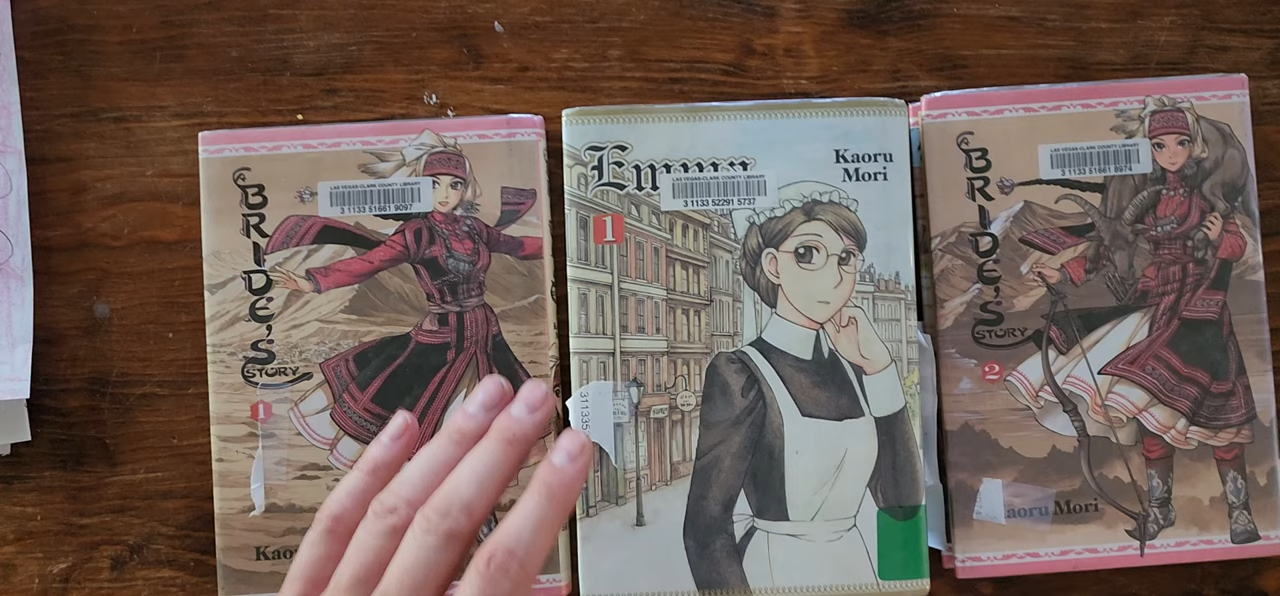 A BRIDE'S STORY
1
LAS VEGAS-CLARK COUNTY LIBRARY
3 1133 51661 9097
Emma
Kaoru
Mori
LAS VEGAS-CLARK COUNTY LIBRARY
3 1133 52291 5737
1
311335
A BRIDE'S STORY
2
LAS VEGAS-CLARK COUNTY LIBRARY
3 1133 51661 8974
aoru Mori